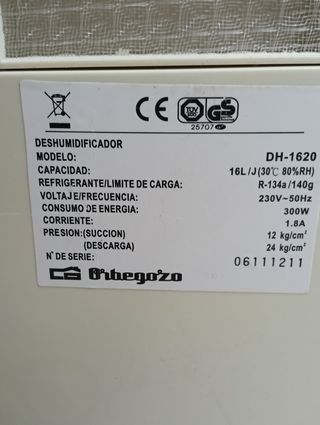 CE TÜV GS
25707
DESHUMIDIFICADOR
MODELO: DH-1620
CAPACIDAD: 16L/J(30℃ 80%RH)
REFRIGERANTE/LIMITE DE CARGA: R-134a/140g
VOLTAJE/FRECUENCIA: 230V~50Hz
CONSUMO DE ENERGIA: 300W
CORRIENTE: 1.8A
PRESION:(SUCCION) 12 kg/cm²
(DESCARGA) 24 kg/cm²
Nº DE SERIE: 06111211
Orbegozo